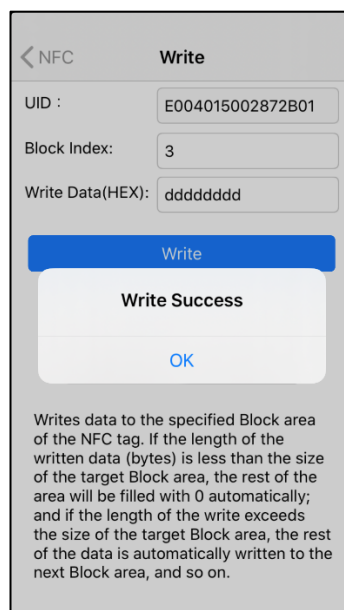 NFC Write
UID : E004015002872B01
Block Index: 3
Write Data(HEX): dddddddd
Write
Write Success
OK
Writes data to the specified Block area
of the NFC tag. If the length of the
written data (bytes) is less than the size
of the target Block area, the rest of the
area will be filled with 0 automatically;
and if the length of the write exceeds
the size of the target Block area, the rest
of the data is automatically written to the
next Block area, and so on.